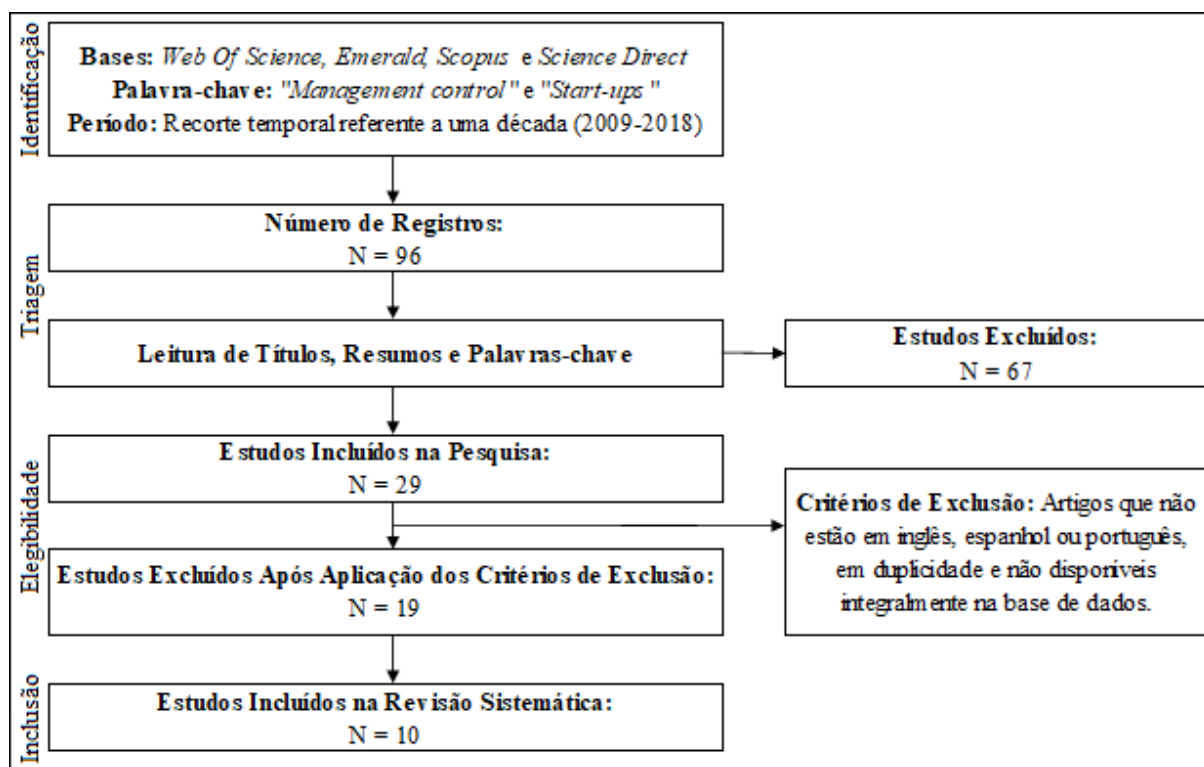 Identificação
Bases: Web Of Science, Emerald, Scopus e Science Direct
Palavra-chave: "Management control" e "Start-ups "
Período: Recorte temporal referente a uma década (2009-2018)
Triagem
Número de Registros:
N = 96
Leitura de Títulos, Resumos e Palavras-chave
Estudos Excluídos:
N = 67
Elegibilidade
Estudos Incluídos na Pesquisa:
N = 29
Critérios de Exclusão: Artigos que não
estão em inglês, espanhol ou português,
em duplicidade e não disponíveis
integralmente na base de dados.
Estudos Excluídos Após Aplicação dos Critérios de Exclusão:
N = 19
Inclusão
Estudos Incluídos na Revisão Sistemática:
N = 10